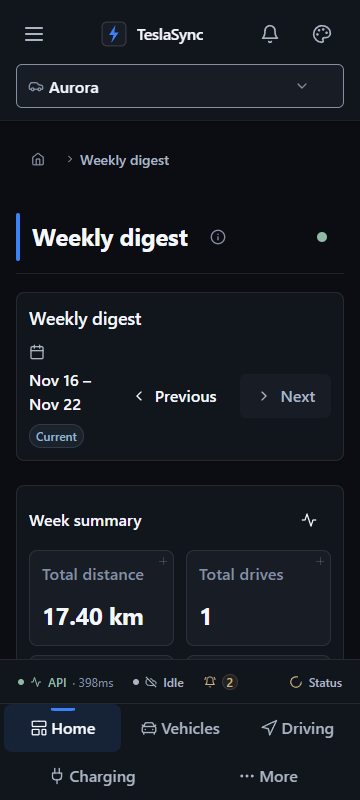 TeslaSync
Aurora
Weekly digest
Weekly digest
Weekly digest
Nov 16 –
Nov 22
Previous
Next
Current
Week summary
Total distance
Total drives
17.40 km
1
API · 398ms
Idle
2
Status
Home
Vehicles
Driving
Charging
More